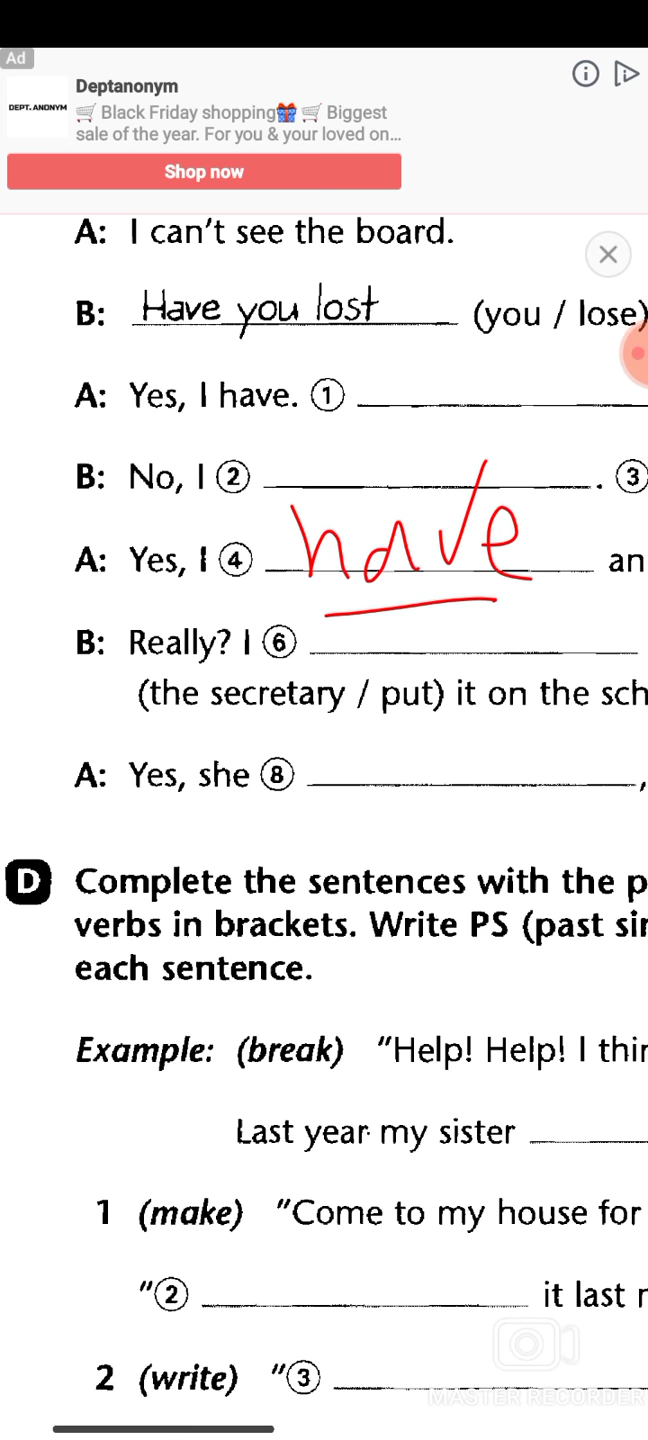 Ad
Deptanonym
DEPT. ANONYM
🛒 Black Friday shopping🎁 🛒 Biggest
sale of the year. For you & your loved on...
Shop now
A: I can't see the board.
B: Have you lost (you / lose)
A: Yes, I have. ①
B: No, I ② . ③
A: Yes, I ④ have an
B: Really? I ⑥
(the secretary / put) it on the sch
A: Yes, she ⑧ ,
D Complete the sentences with the p
verbs in brackets. Write PS (past sin
each sentence.
Example: (break) "Help! Help! I thin
Last year my sister
1 (make) "Come to my house for
"② it last n
2 (write) "③
MASTER RECORDER